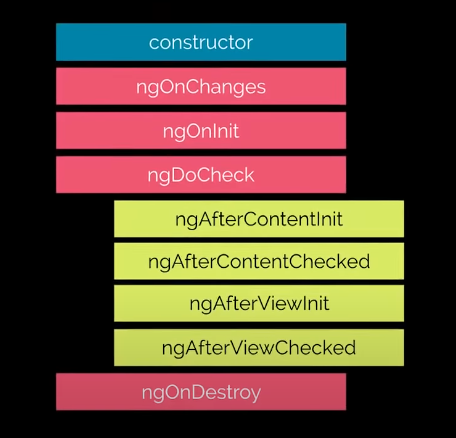 constructor
ngOnChanges
ngOnInit
ngDoCheck
ngAfterContentInit
ngAfterContentChecked
ngAfterViewInit
ngAfterViewChecked
ngOnDestroy